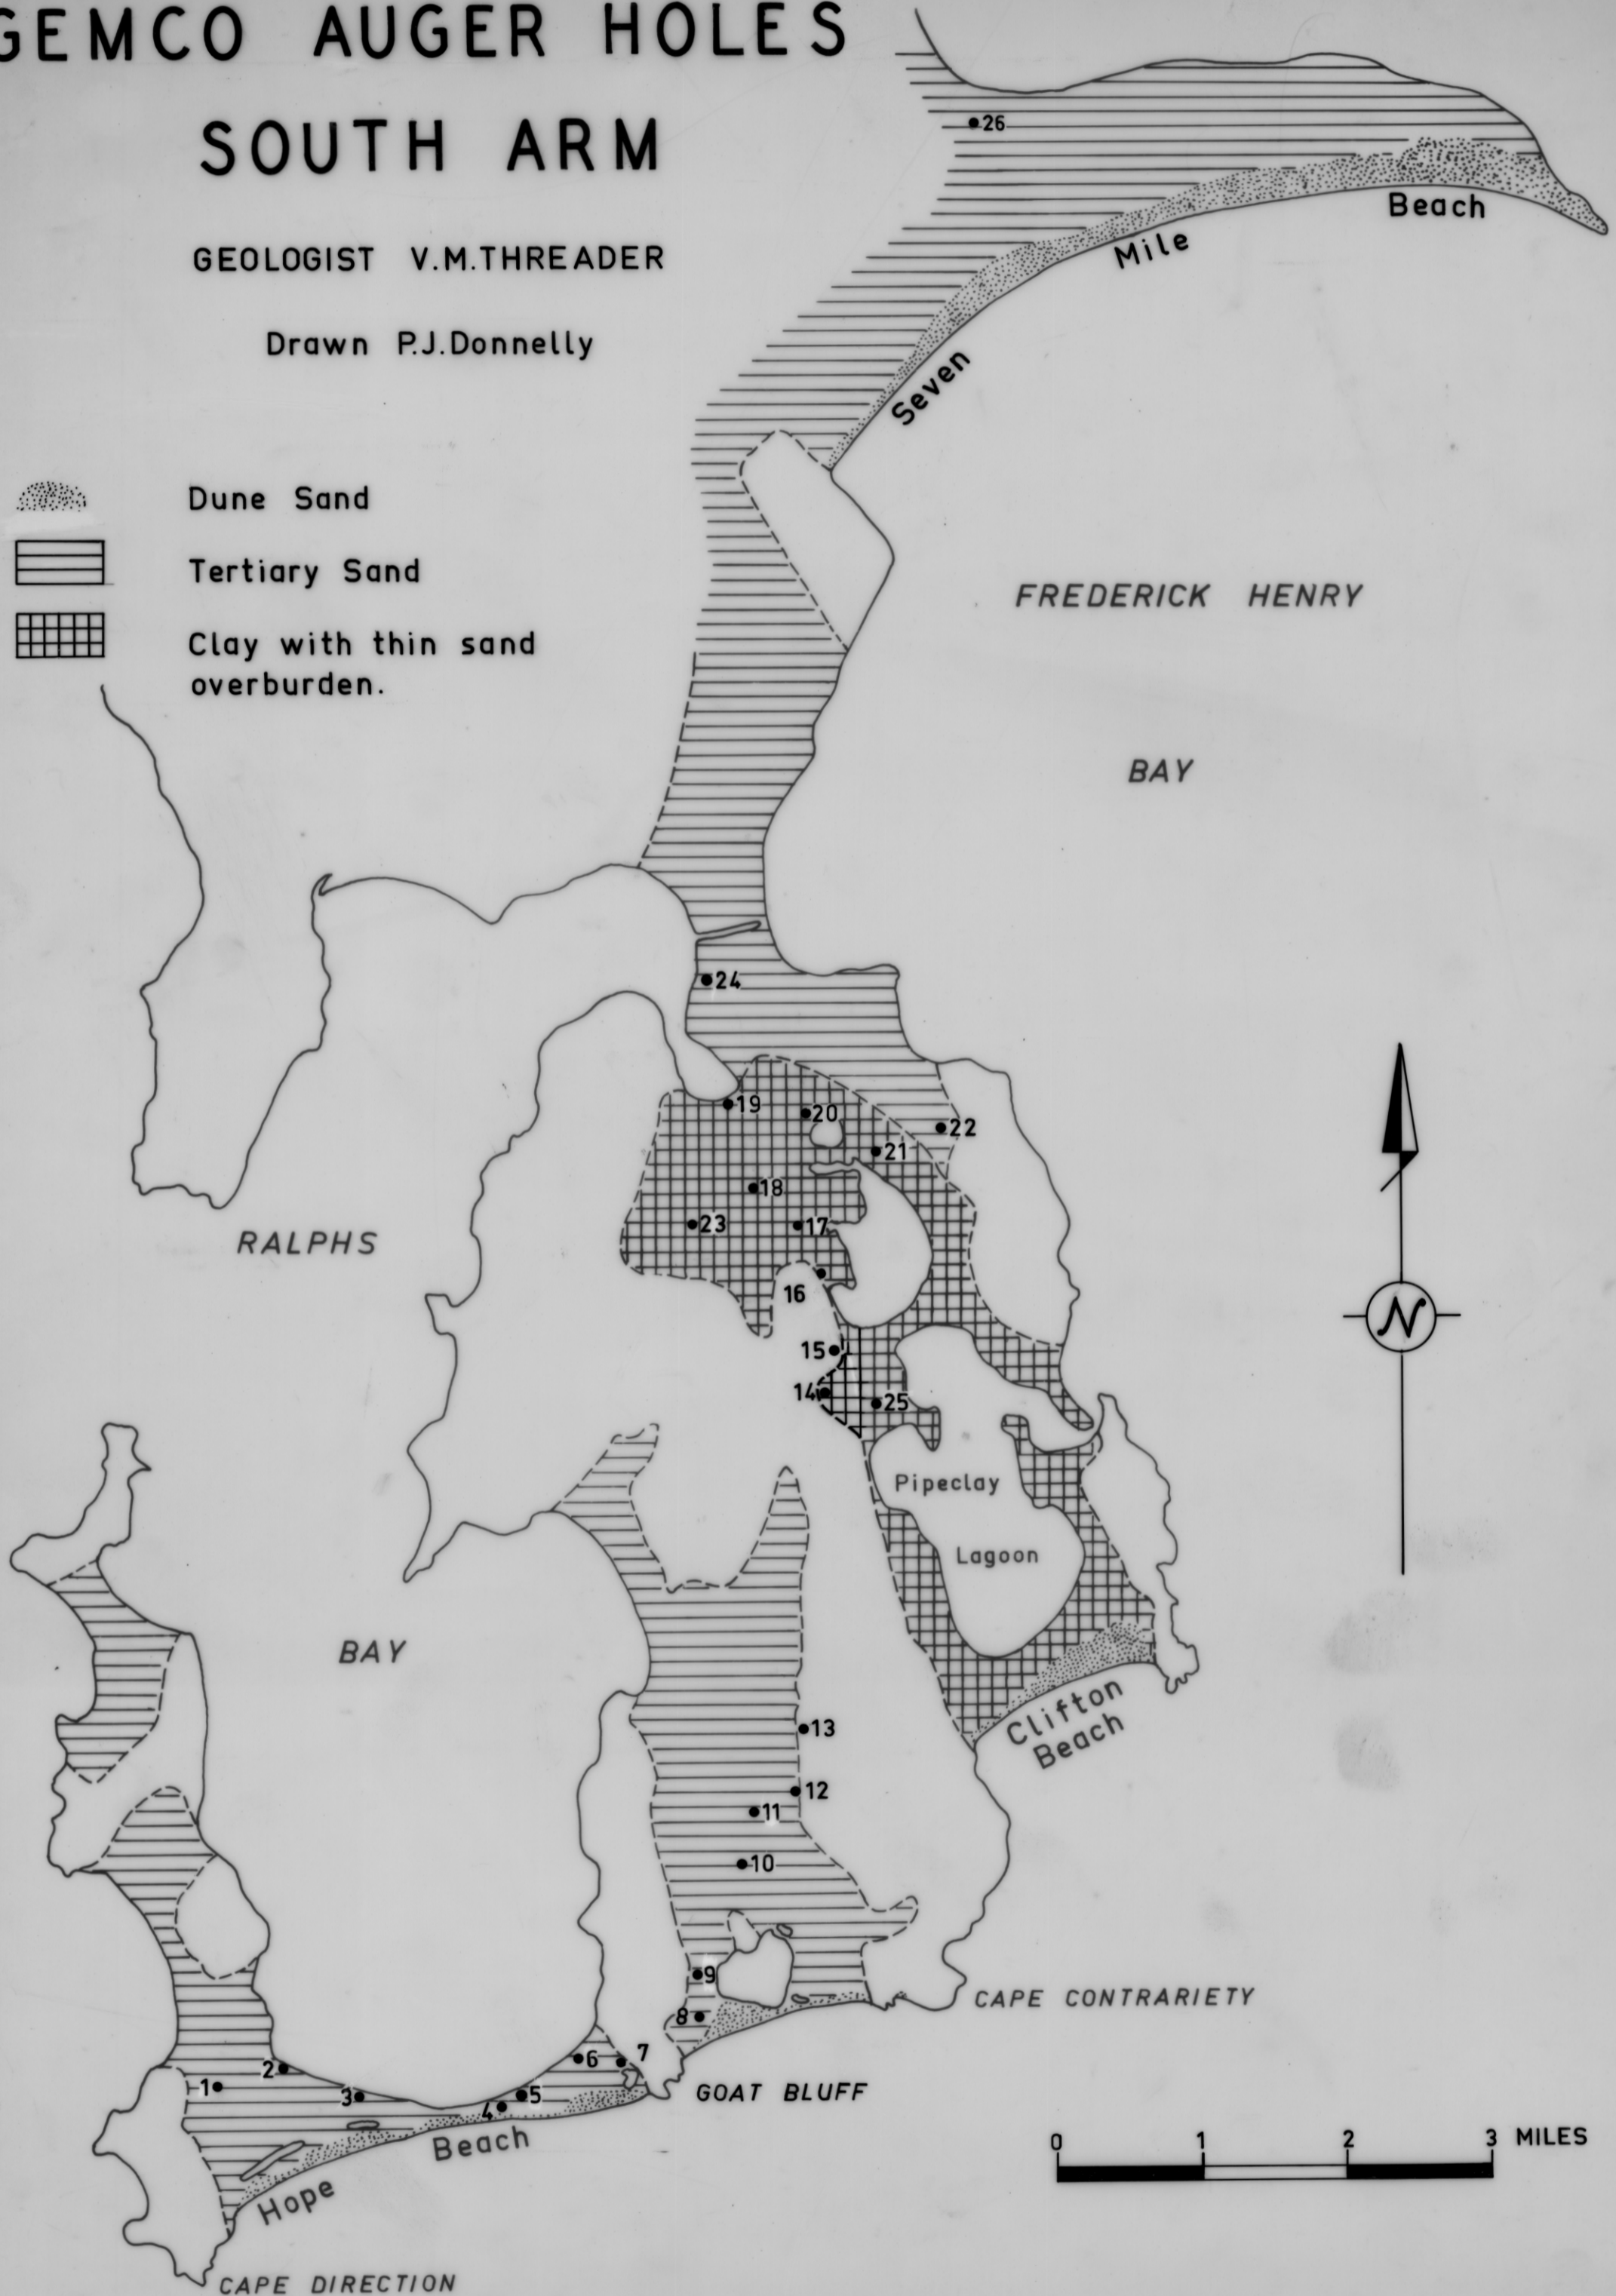 GEMCO AUGER HOLES
SOUTH ARM
GEOLOGIST V.M.THREADER
Drawn P.J.Donnelly
Dune Sand
Tertiary Sand
Clay with thin sand
overburden.
26
Seven Mile Beach
FREDERICK HENRY
BAY
24
19
20
22
21
18
23
17
16
15
14
25
RALPHS
BAY
Pipeclay
Lagoon
Clifton
Beach
13
12
11
10
9
8
CAPE CONTRARIETY
7
6
5
4
3
2
1
GOAT BLUFF
Hope Beach
CAPE DIRECTION
N
0 1 2 3 MILES